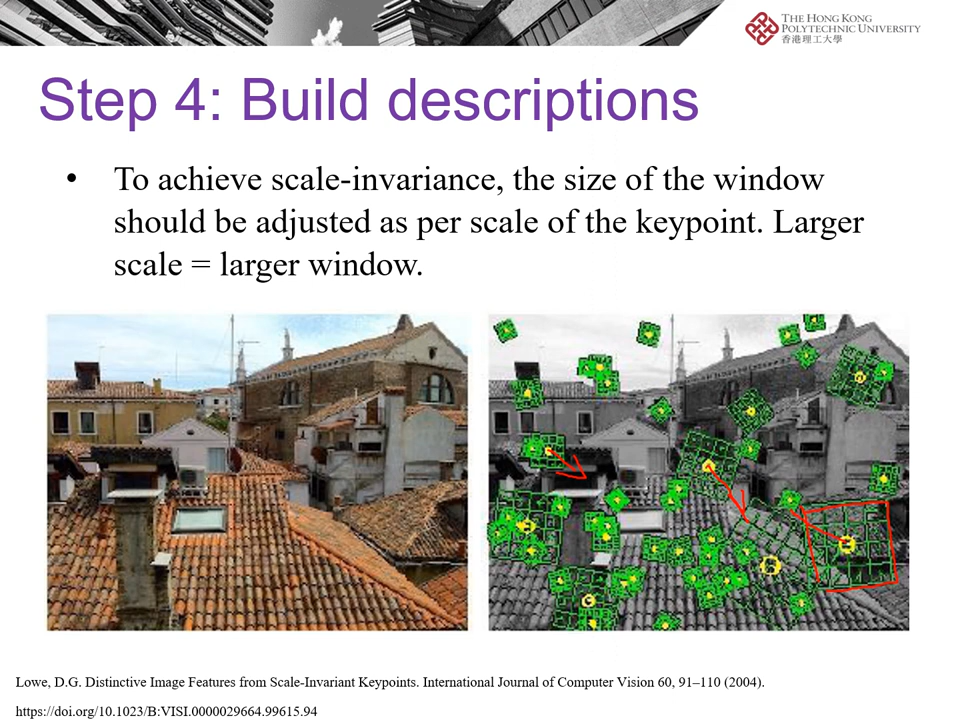 THE HONG KONG
POLYTECHNIC UNIVERSITY
香港理工大學
Step 4: Build descriptions
• To achieve scale-invariance, the size of the window
should be adjusted as per scale of the keypoint. Larger
scale = larger window.
Lowe, D.G. Distinctive Image Features from Scale-Invariant Keypoints. International Journal of Computer Vision 60, 91–110 (2004).
https://doi.org/10.1023/B:VISI.0000029664.99615.94